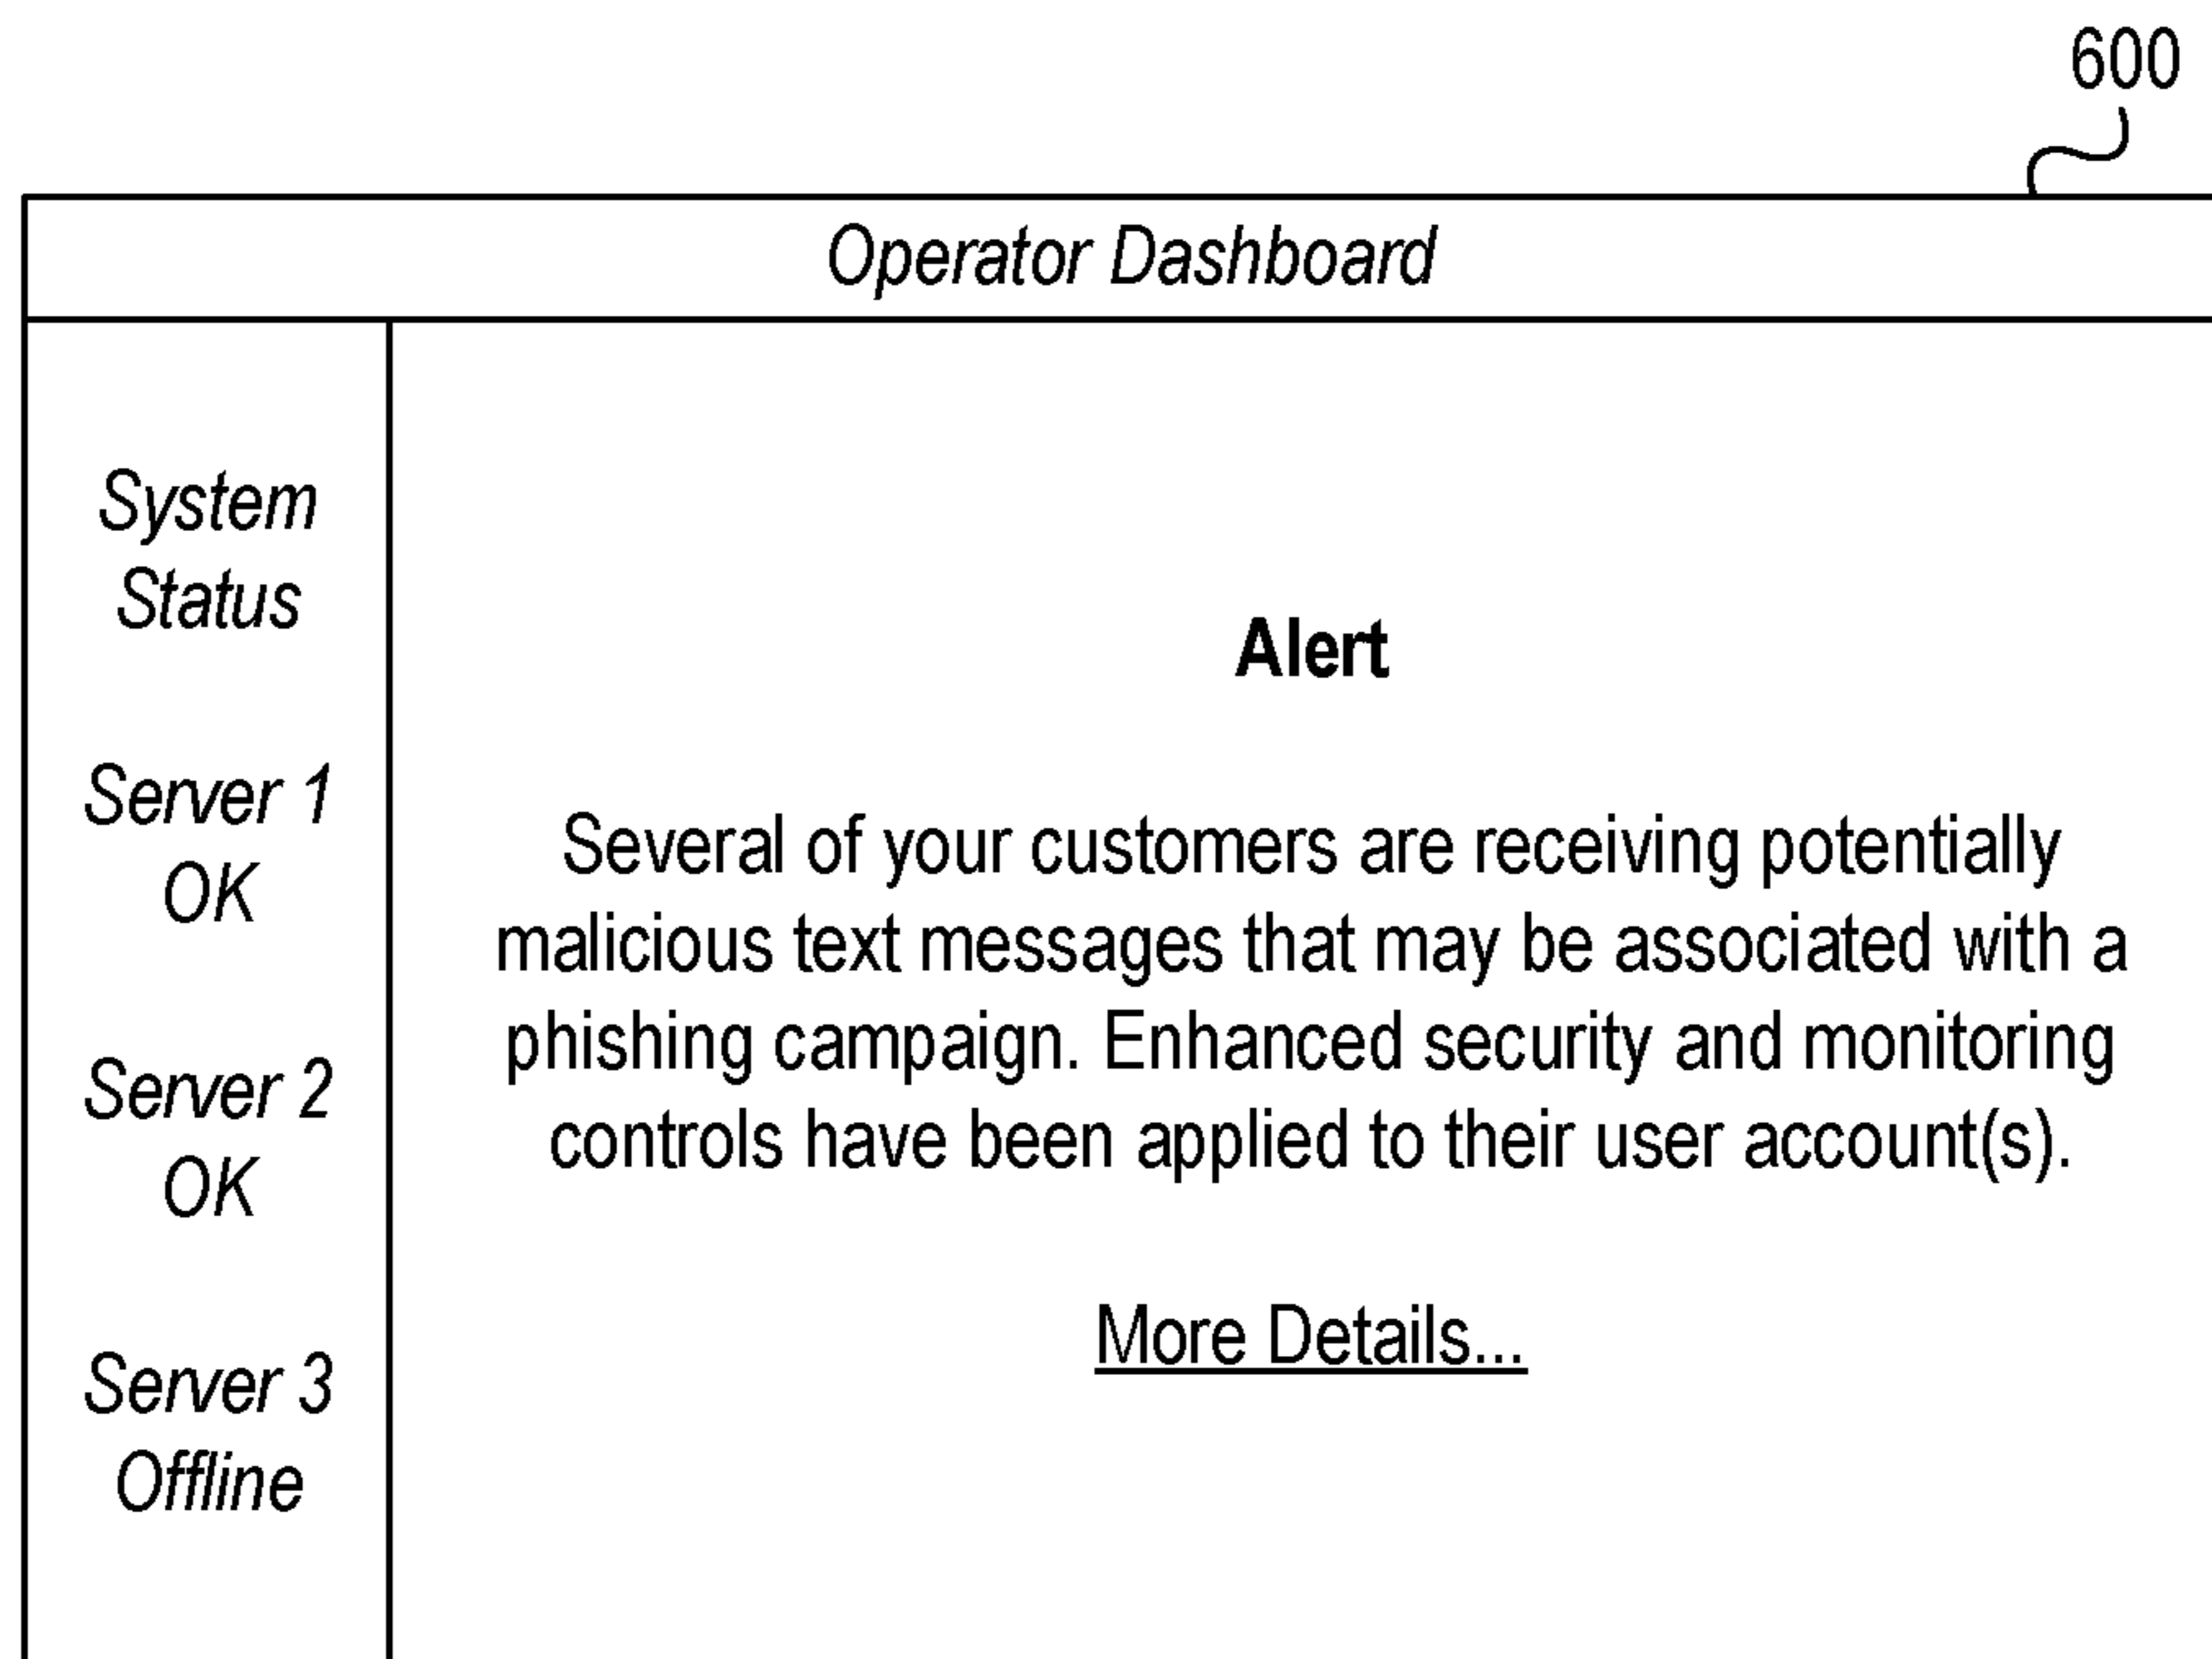 600
Operator Dashboard
System
Status
Server 1
OK
Server 2
OK
Server 3
Offline
Alert
Several of your customers are receiving potentially
malicious text messages that may be associated with a
phishing campaign. Enhanced security and monitoring
controls have been applied to their user account(s).
More Details...